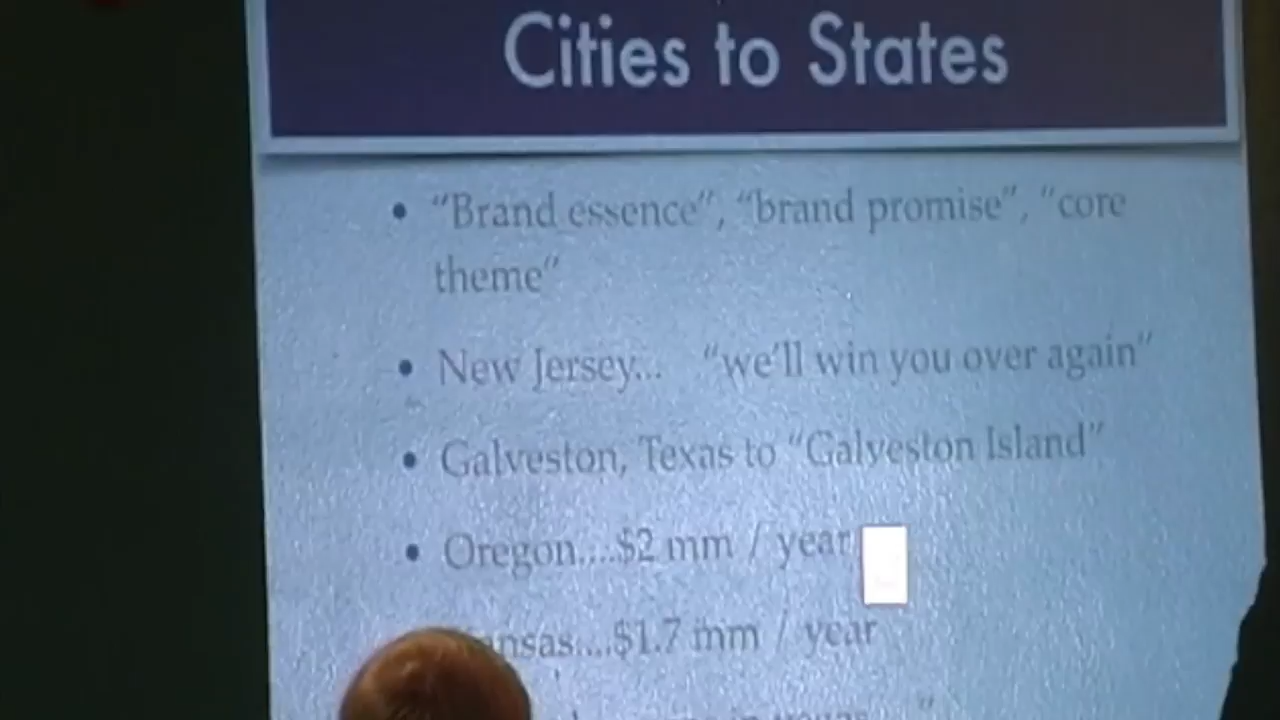 Cities to States
• "Brand essence", "brand promise", "core
theme"
• New Jersey... "we'll win you over again"
• Galveston, Texas to "Galveston Island"
• Oregon....$2 mm / year
ansas....$1.7 mm / year